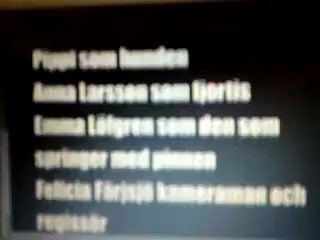 Pippi som hunden
Anna Larsson som fjortis
Emma Löfgren som den som
springer med pinnen
Felicia Färjsjö kameraman och
regissör